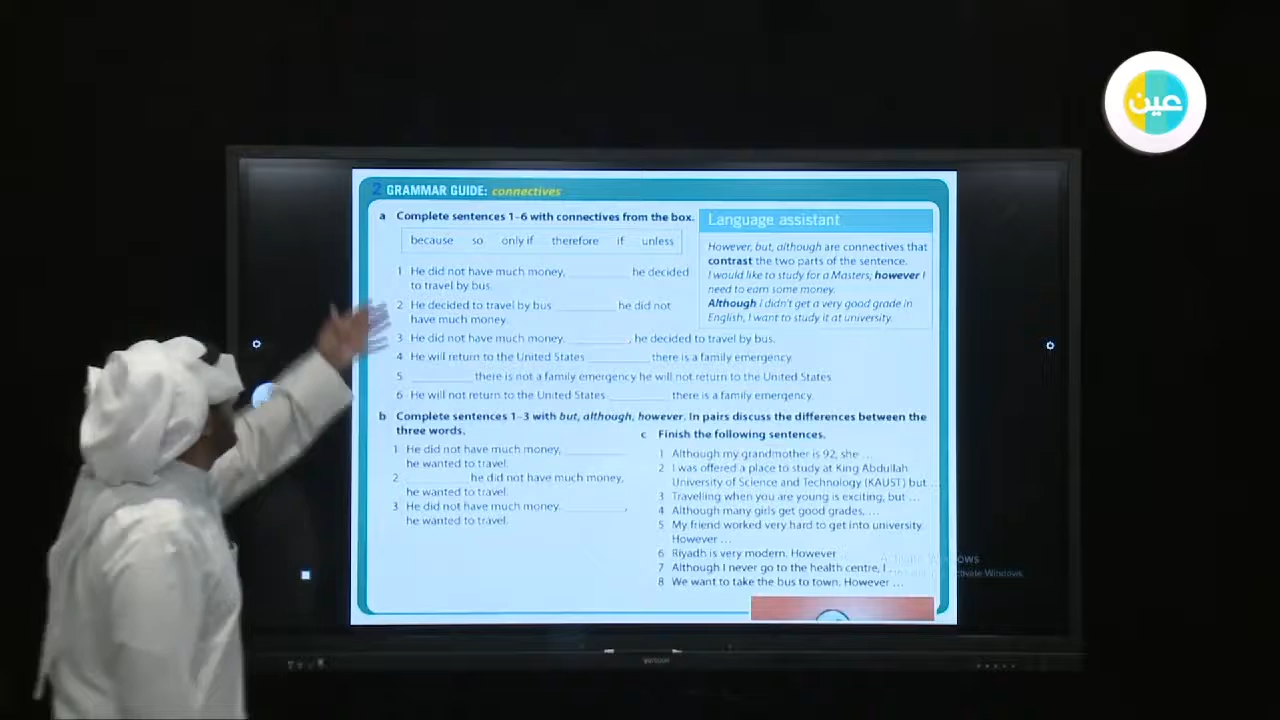 عين
2 GRAMMAR GUIDE: connectives
a Complete sentences 1–6 with connectives from the box.
because so only if therefore if unless
1 He did not have much money, ________ he decided
to travel by bus.
2 He decided to travel by bus ________ he did not
have much money.
3 He did not have much money. ________, he decided to travel by bus.
4 He will return to the United States ________ there is a family emergency.
5 ________ there is not a family emergency he will not return to the United States
6 He will not return to the United States ________ there is a family emergency.
Language assistant
However, but, although are connectives that
contrast the two parts of the sentence.
I would like to study for a Masters; however I
need to earn some money.
Although I didn't get a very good grade in
English, I want to study it at university.
b Complete sentences 1–3 with but, although, however. In pairs discuss the differences between the
three words.
1 He did not have much money, ________
he wanted to travel.
2 ________ he did not have much money,
he wanted to travel.
3 He did not have much money. ________,
he wanted to travel.
c Finish the following sentences.
1 Although my grandmother is 92, she …
2 I was offered a place to study at King Abdullah
University of Science and Technology (KAUST) but …
3 Travelling when you are young is exciting, but …
4 Although many girls get good grades, …
5 My friend worked very hard to get into university.
However …
6 Riyadh is very modern. However
7 Although I never go to the health centre, I
8 We want to take the bus to town. However …